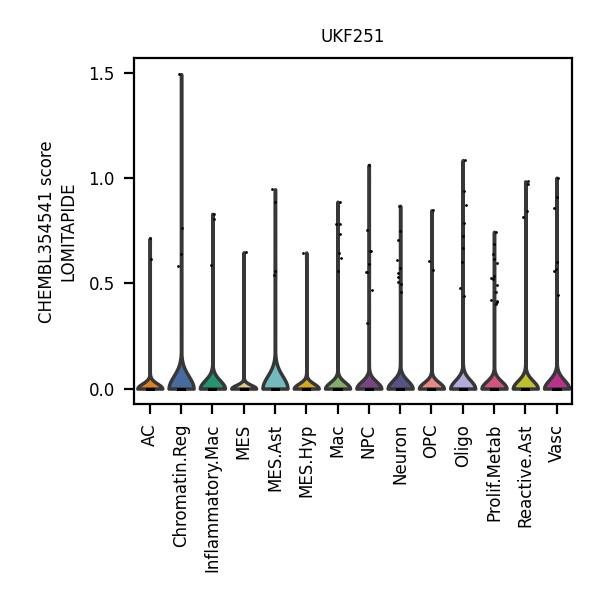 UKF251
CHEMBL354541 score
LOMITAPIDE
1.5
1.0
0.5
0.0
AC
Chromatin.Reg
Inflammatory.Mac
MES
MES.Ast
MES.Hyp
Mac
NPC
Neuron
OPC
Oligo
Prolif.Metab
Reactive.Ast
Vasc